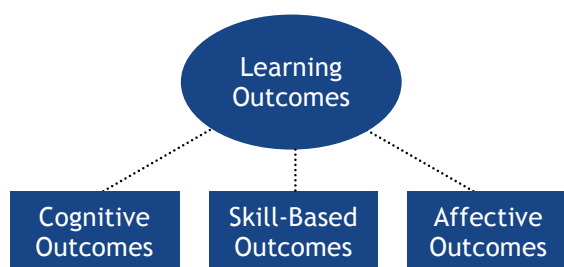 Learning
Outcomes
Cognitive
Outcomes
Skill-Based
Outcomes
Affective
Outcomes